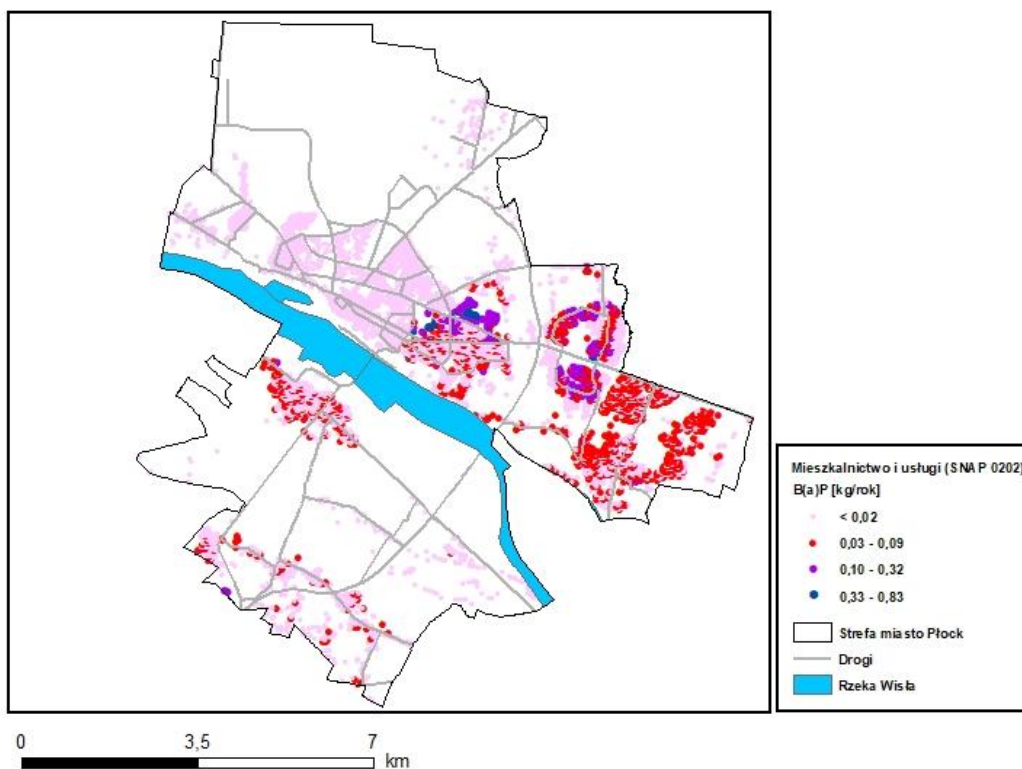 Mieszkalnictwo i usługi (SNAP 0202)
B(a)P [kg/rok]
< 0,02
0,03 - 0,09
0,10 - 0,32
0,33 - 0,83
Strefa miasto Płock
Drogi
Rzeka Wisła
0 3,5 7
km